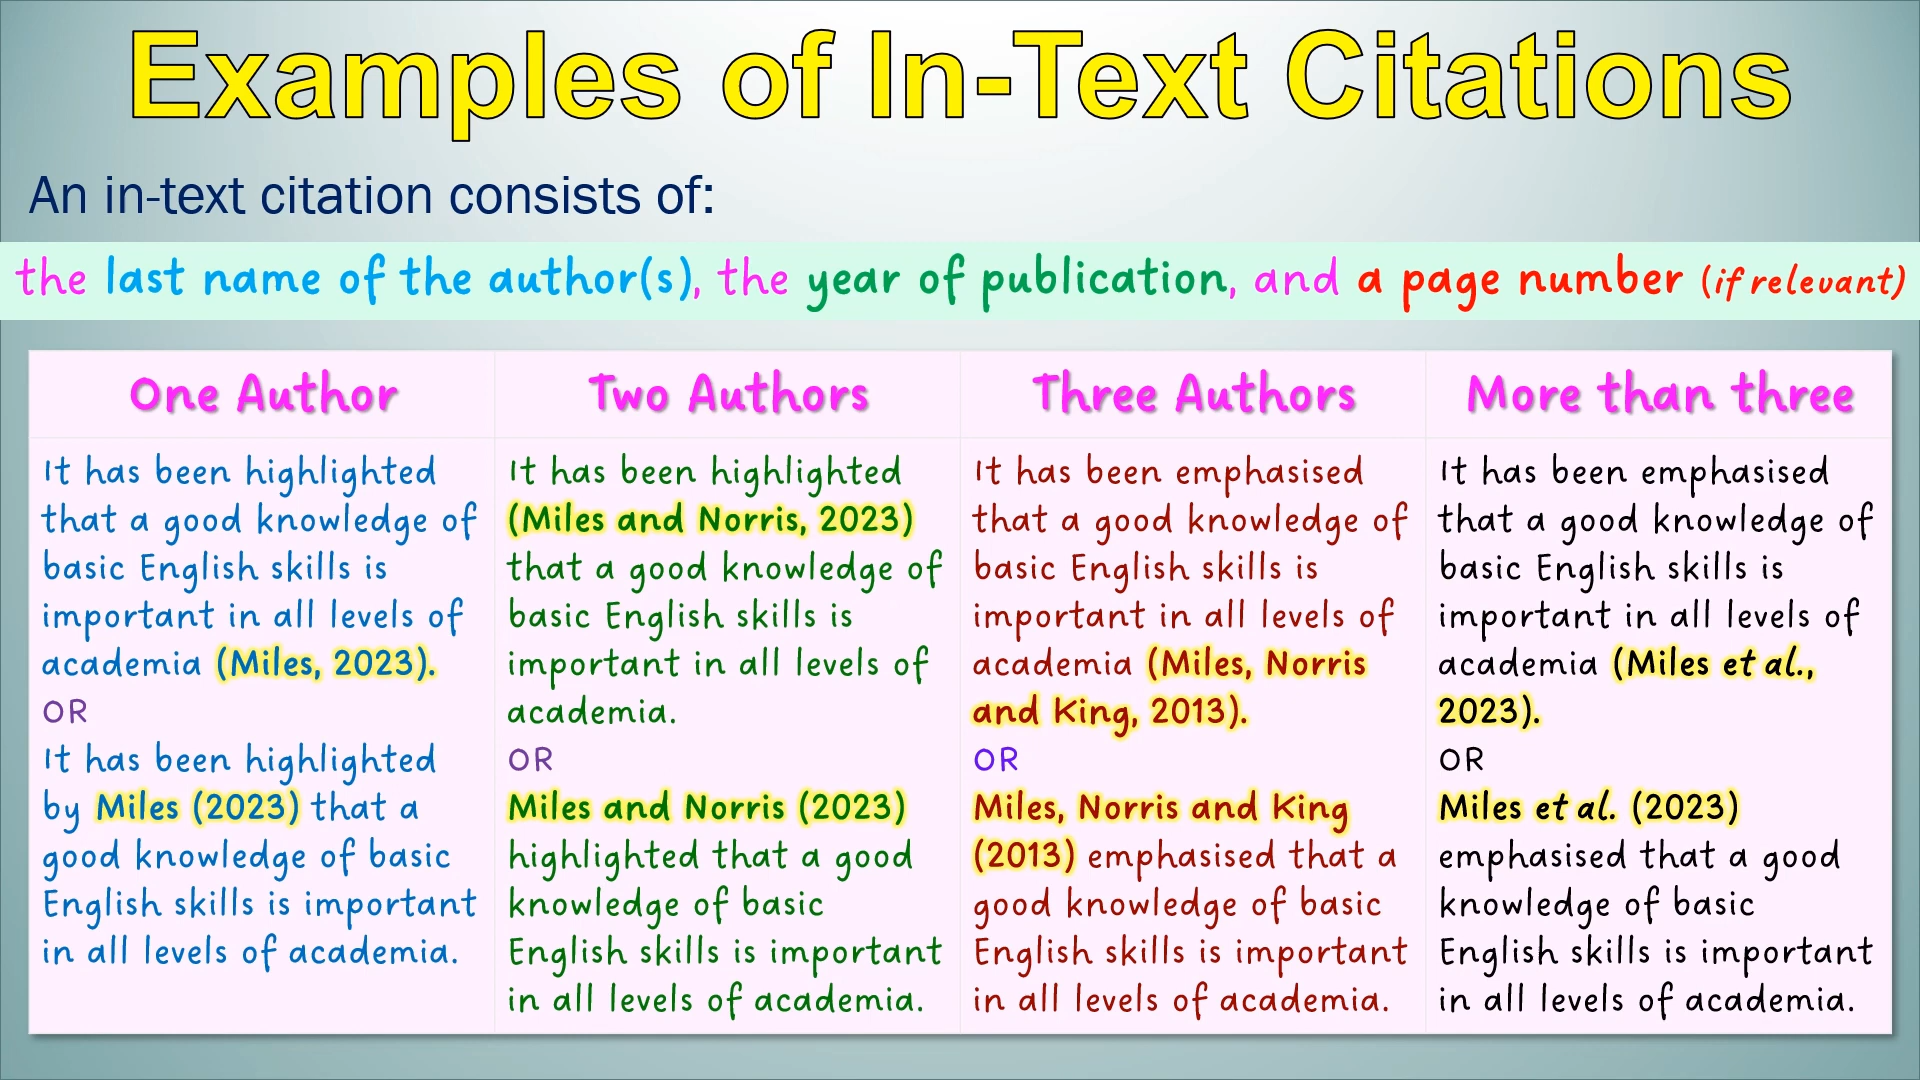 Examples of In-Text Citations
An in-text citation consists of:
the last name of the author(s), the year of publication, and a page number (if relevant)
One Author
It has been highlighted
that a good knowledge of
basic English skills is
important in all levels of
academia (Miles, 2023).
OR
It has been highlighted
by Miles (2023) that a
good knowledge of basic
English skills is important
in all levels of academia.
Two Authors
It has been highlighted
(Miles and Norris, 2023)
that a good knowledge of
basic English skills is
important in all levels of
academia.
OR
Miles and Norris (2023)
highlighted that a good
knowledge of basic
English skills is important
in all levels of academia.
Three Authors
It has been emphasised
that a good knowledge of
basic English skills is
important in all levels of
academia (Miles, Norris
and King, 2013).
OR
Miles, Norris and King
(2013) emphasised that a
good knowledge of basic
English skills is important
in all levels of academia.
More than three
It has been emphasised
that a good knowledge of
basic English skills is
important in all levels of
academia (Miles et al.,
2023).
OR
Miles et al. (2023)
emphasised that a good
knowledge of basic
English skills is important
in all levels of academia.